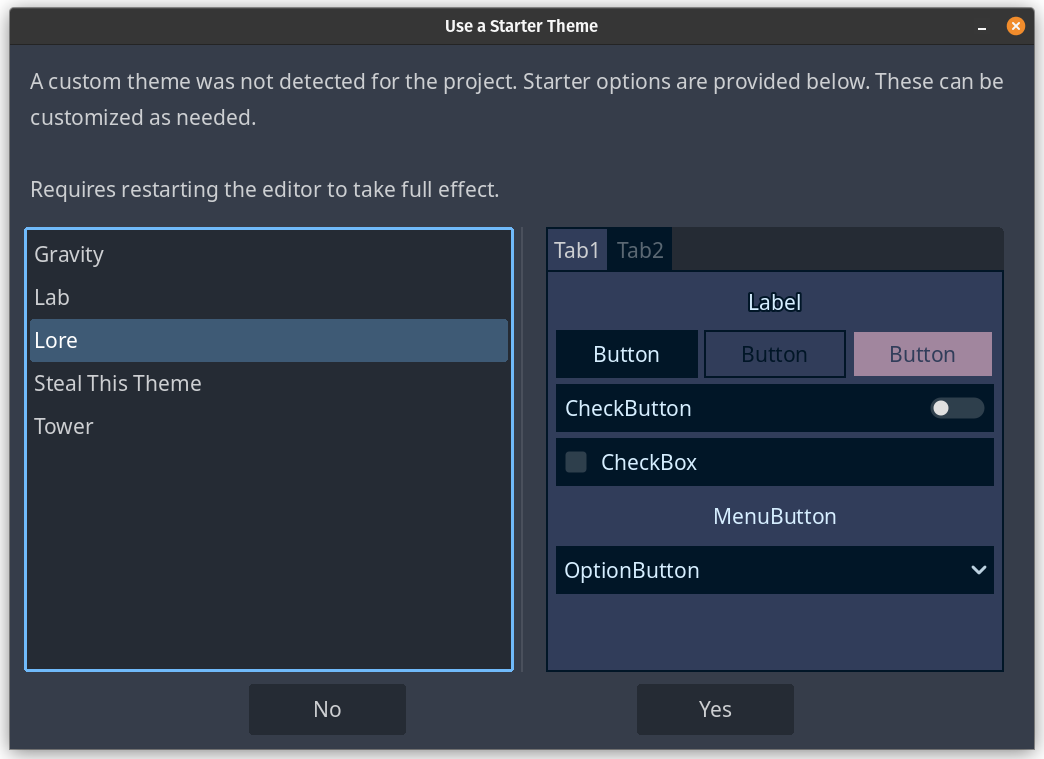 Use a Starter Theme
A custom theme was not detected for the project. Starter options are provided below. These can be
customized as needed.
Requires restarting the editor to take full effect.
Gravity
Lab
Lore
Steal This Theme
Tower
Tab1 Tab2
Label
Button Button Button
CheckButton
CheckBox
MenuButton
OptionButton
No Yes